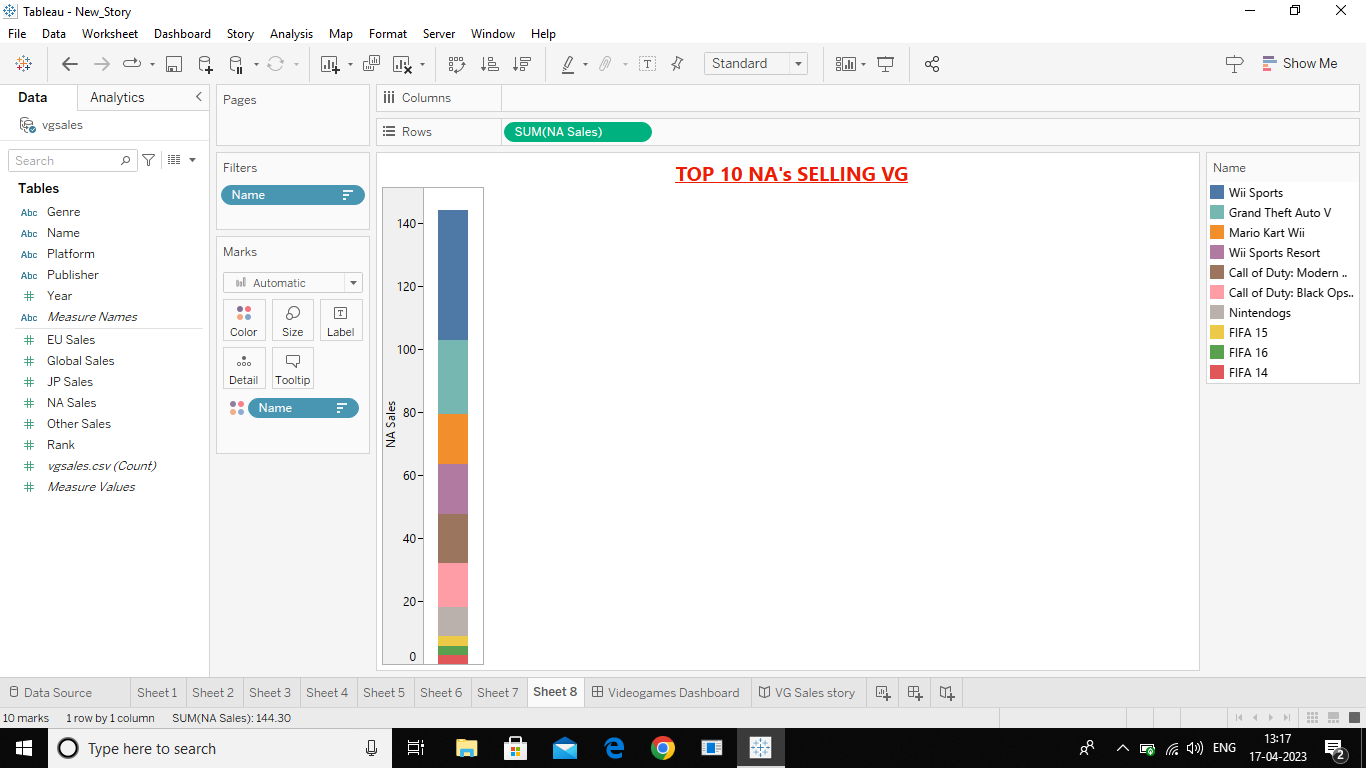 Tableau - New_Story
File Data Worksheet Dashboard Story Analysis Map Format Server Window Help
Standard
Show Me
Data Analytics
vgsales
Search
Tables
Abc Genre
Abc Name
Abc Platform
Abc Publisher
# Year
Abc Measure Names
# EU Sales
# Global Sales
# JP Sales
# NA Sales
# Other Sales
# Rank
# vgsales.csv (Count)
# Measure Values
Pages
Filters
Name
Marks
Automatic
Color Size Label
Detail Tooltip
Name
Columns
Rows SUM(NA Sales)
TOP 10 NA's SELLING VG
NA Sales
140
120
100
80
60
40
20
0
Name
Wii Sports
Grand Theft Auto V
Mario Kart Wii
Wii Sports Resort
Call of Duty: Modern ..
Call of Duty: Black Ops..
Nintendogs
FIFA 15
FIFA 16
FIFA 14
Data Source Sheet 1 Sheet 2 Sheet 3 Sheet 4 Sheet 5 Sheet 6 Sheet 7 Sheet 8 Videogames Dashboard VG Sales story
10 marks 1 row by 1 column SUM(NA Sales): 144.30
Type here to search
ENG
13:17
17-04-2023
2